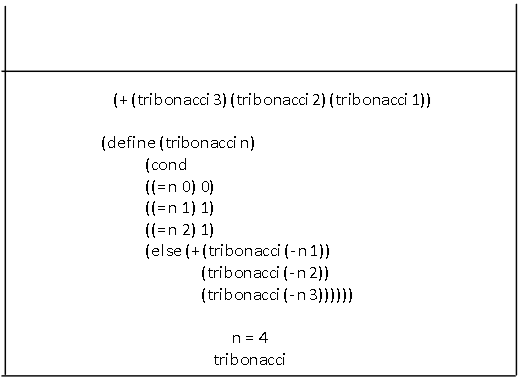 (+ (tribonacci 3) (tribonacci 2) (tribonacci 1))
(define (tribonacci n)
(cond
((= n 0) 0)
((= n 1) 1)
((= n 2) 1)
(else (+ (tribonacci (- n 1))
(tribonacci (- n 2))
(tribonacci (- n 3))))))
n = 4
tribonacci